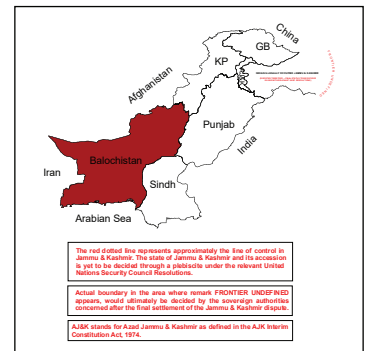 China
GB
KP
Afghanistan
Punjab
India
Balochistan
Iran
Sindh
Arabian Sea
The red dotted line represents approximately the line of control in
Jammu & Kashmir. The state of Jammu & Kashmir and its accession
is yet to be decided through a plebiscite under the relevant United
Nations Security Council Resolutions.
Actual boundary in the area where remark FRONTIER UNDEFINED
appears, would ultimately be decided by the sovereign authorities
concerned after the final settlement of the Jammu & Kashmir dispute.
AJ&K stands for Azad Jammu & Kashmir as defined in the AJK Interim
Constitution Act, 1974.